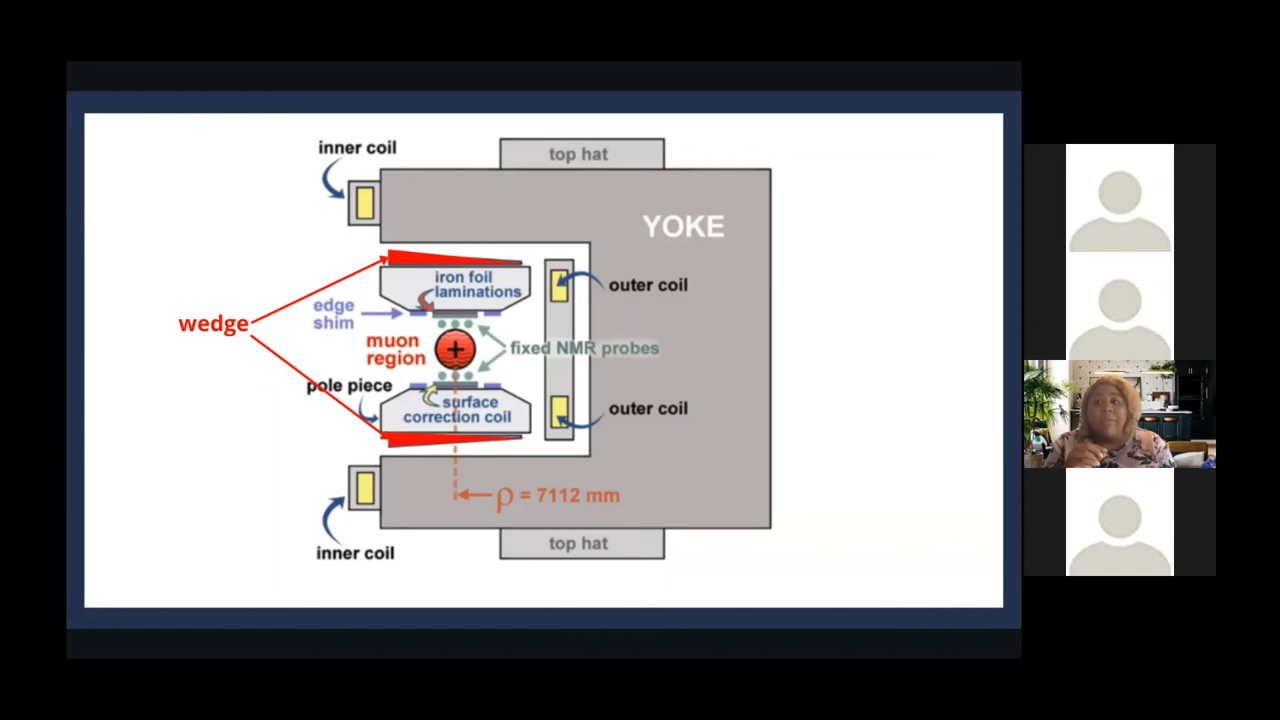 inner coil
top hat
YOKE
iron foil
laminations
outer coil
edge
shim
wedge
muon
region
+
fixed NMR probes
pole piece
surface
correction coil
outer coil
ρ = 7112 mm
inner coil
top hat